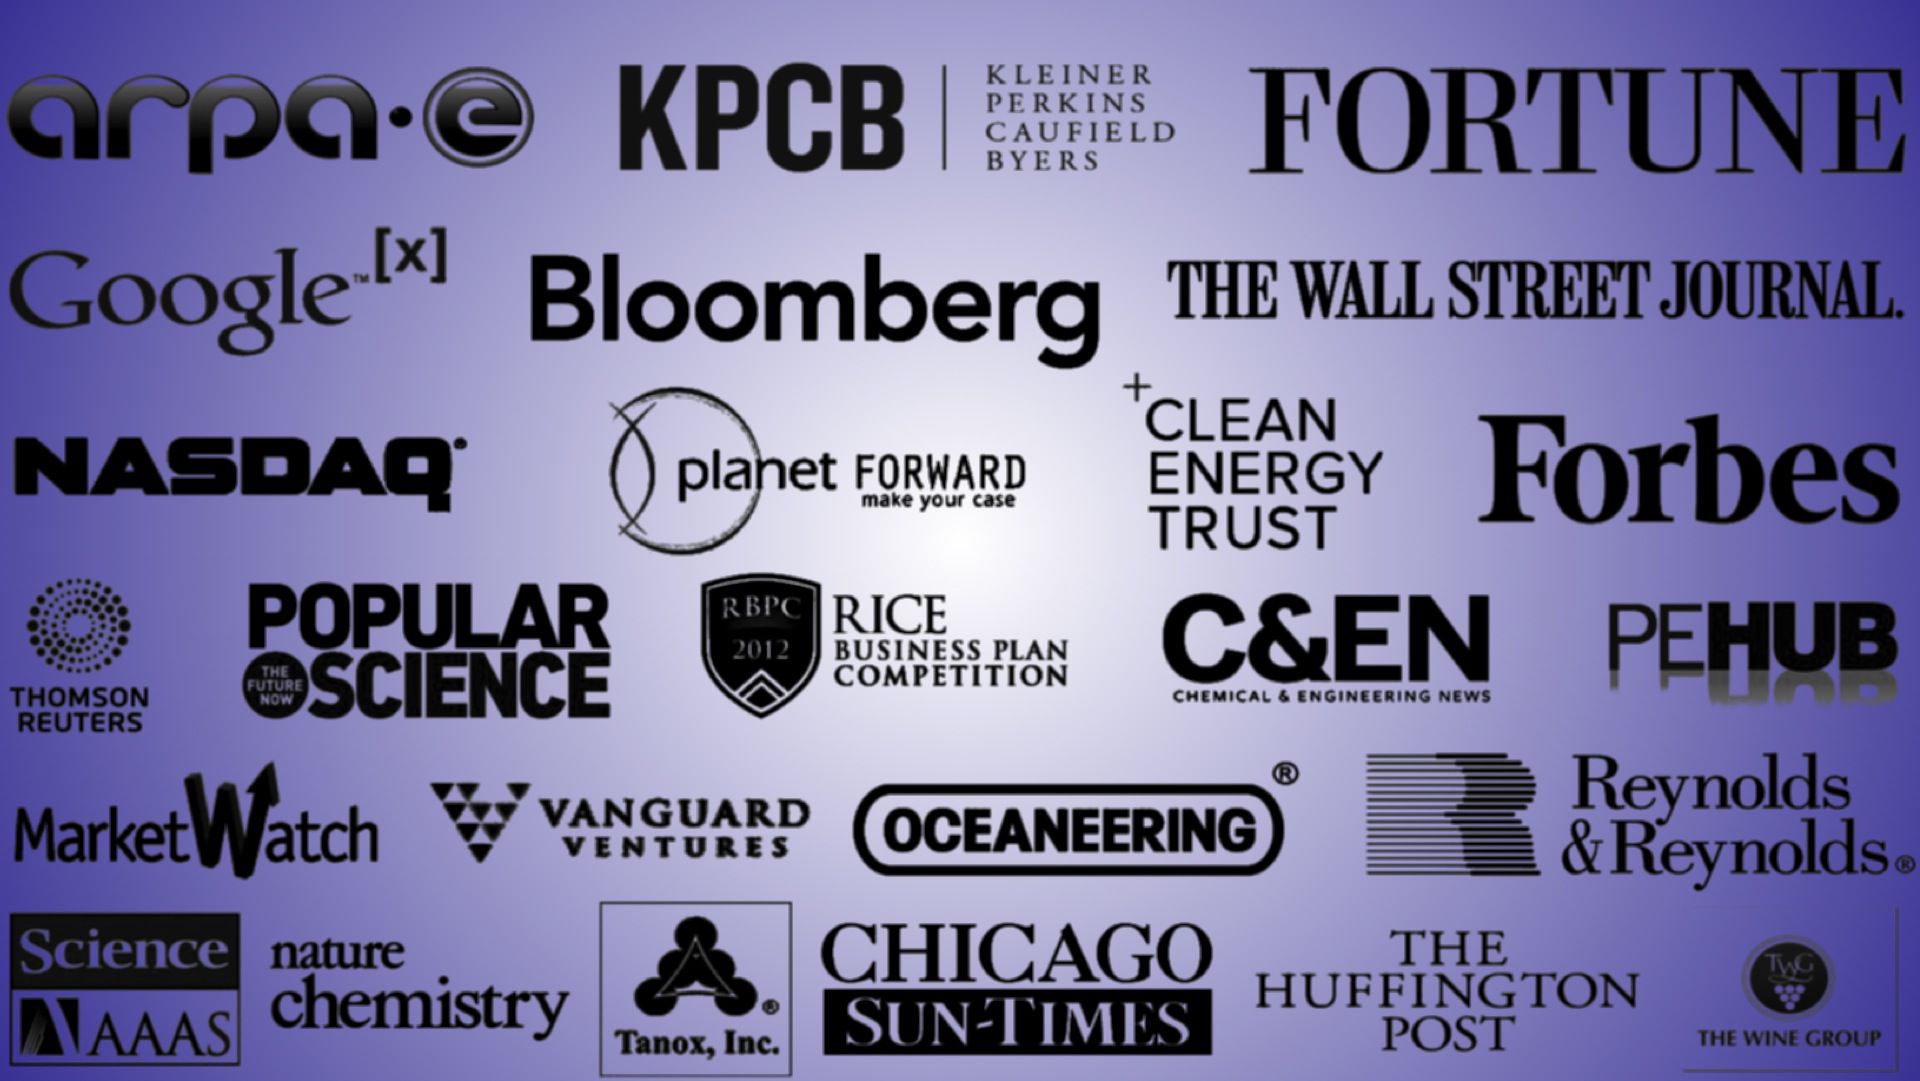 arpa·e
KPCB
KLEINER
PERKINS
CAUFIELD
BYERS
FORTUNE
Google™[x]
Bloomberg
THE WALL STREET JOURNAL.
NASDAQ
planet FORWARD
make your case
+
CLEAN
ENERGY
TRUST
Forbes
THOMSON
REUTERS
POPULAR
THE
FUTURE
NOW
SCIENCE
RBPC
2012
RICE
BUSINESS PLAN
COMPETITION
C&EN
CHEMICAL & ENGINEERING NEWS
PEHUB
MarketWatch
VANGUARD
VENTURES
OCEANEERING®
Reynolds
&Reynolds®
Science
AAAS
nature
chemistry
®
Tanox, Inc.
CHICAGO
SUN-TIMES
THE
HUFFINGTON
POST
TWG
THE WINE GROUP